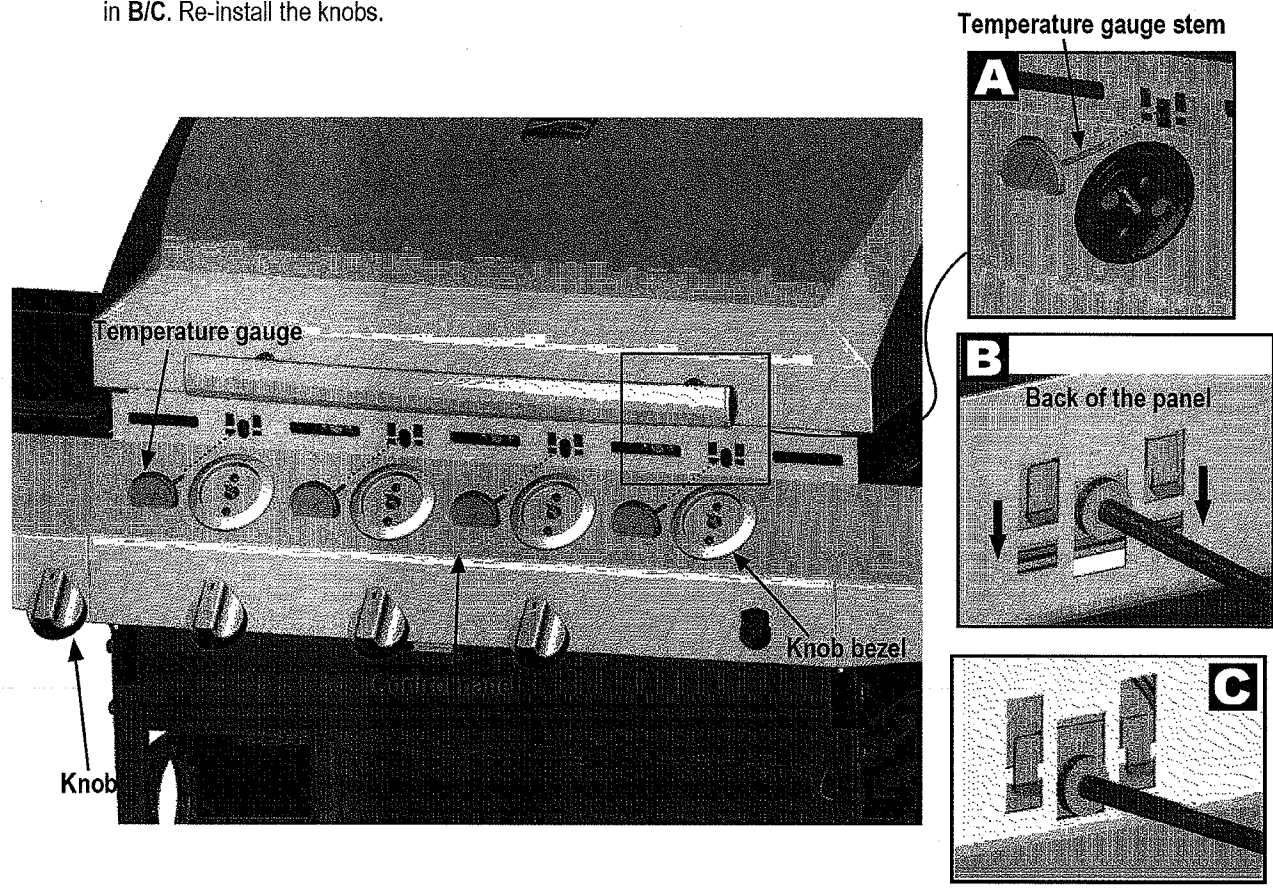 in B/C. Re-install the knobs.
Temperature gauge stem
A
Temperature gauge
B
Back of the panel
Knob bezel
Control panel
C
Knob